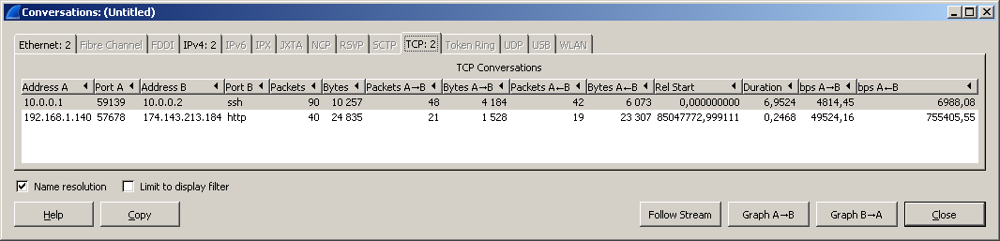 Conversations: (Untitled)
Ethernet: 2 Fibre Channel FDDI IPv4: 2 IPv6 IPX JXTA NCP RSVP SCTP TCP: 2 Token Ring UDP USB WLAN
TCP Conversations
Address A Port A Address B Port B Packets Bytes Packets A→B Bytes A→B Packets A←B Bytes A←B Rel Start Duration bps A→B bps A←B
10.0.0.1 59139 10.0.0.2 ssh 90 10 257 48 4 184 42 6 073 0,000000000 6,9524 4814,45 6988,08
192.168.1.140 57678 174.143.213.184 http 40 24 835 21 1 528 19 23 307 85047772,999111 0,2468 49524,16 755405,55
Name resolution Limit to display filter
Help Copy Follow Stream Graph A→B Graph B→A Close